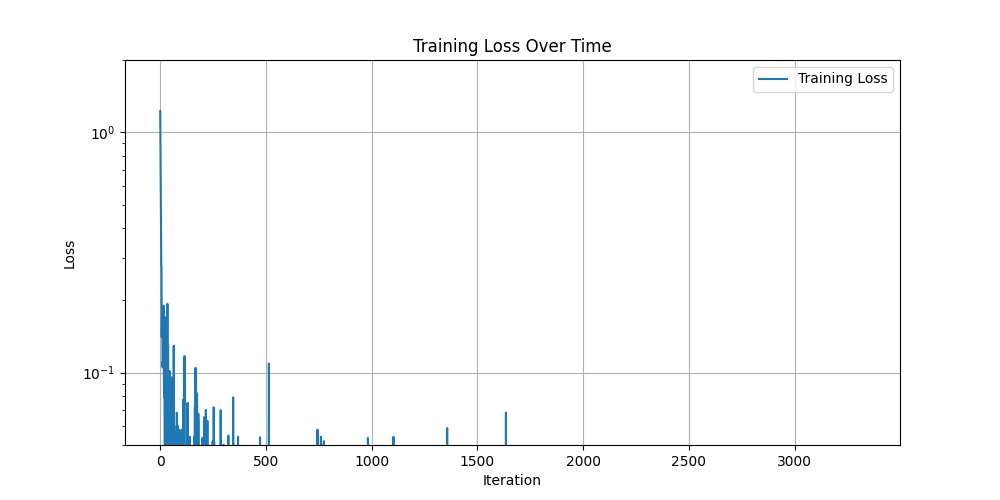 Training Loss Over Time
Training Loss
10⁰
10⁻¹
Loss
0 500 1000 1500 2000 2500 3000
Iteration